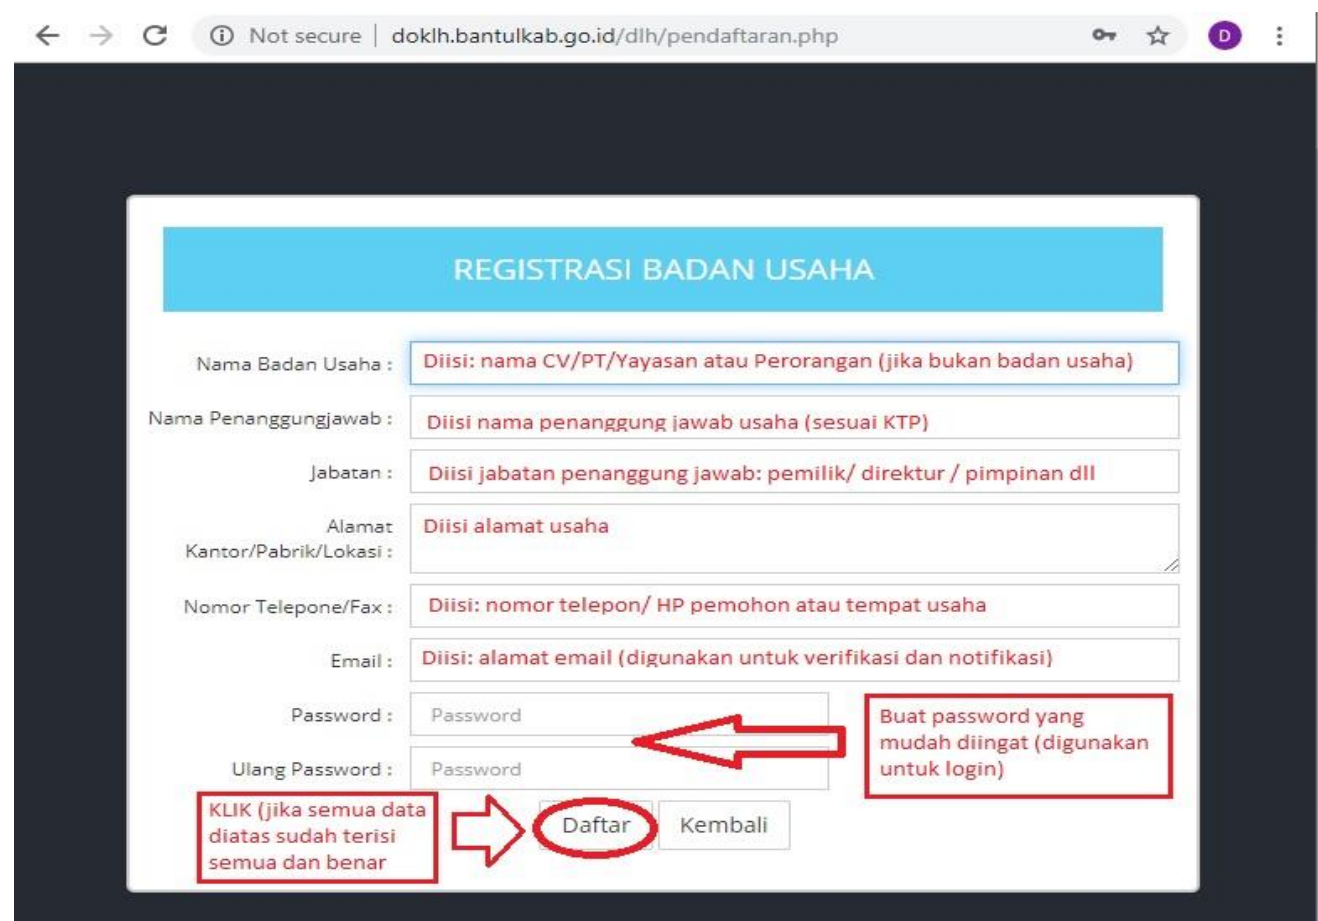 Not secure | doklh.bantulkab.go.id/dlh/pendaftaran.php
D
REGISTRASI BADAN USAHA
Nama Badan Usaha : Diisi: nama CV/PT/Yayasan atau Perorangan (jika bukan badan usaha)
Nama Penanggungjawab : Diisi nama penanggung jawab usaha (sesuai KTP)
Jabatan : Diisi jabatan penanggung jawab: pemilik/ direktur / pimpinan dll
Alamat
Kantor/Pabrik/Lokasi :
Diisi alamat usaha
Nomor Telepone/Fax : Diisi: nomor telepon/ HP pemohon atau tempat usaha
Email : Diisi: alamat email (digunakan untuk verifikasi dan notifikasi)
Password : Password
Ulang Password : Password
Buat password yang
mudah diingat (digunakan
untuk login)
KLIK (jika semua data
diatas sudah terisi
semua dan benar
Daftar Kembali